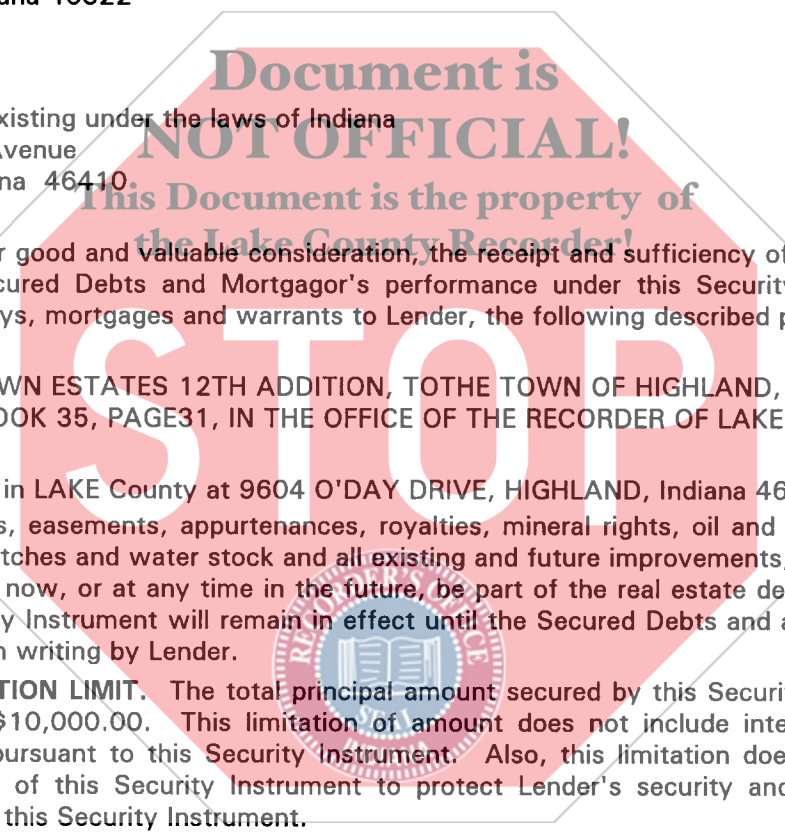 Document is
xisting under the laws of Indiana
NOT OFFICIAL!
Avenue
na 46410
This Document is the property of
the Lake County Recorder!
r good and valuable consideration, the receipt and sufficiency of
cured Debts and Mortgagor's performance under this Security
ys, mortgages and warrants to Lender, the following described p
STOP
WN ESTATES 12TH ADDITION, TOTHE TOWN OF HIGHLAND,
OOK 35, PAGE31, IN THE OFFICE OF THE RECORDER OF LAKE
in LAKE County at 9604 O'DAY DRIVE, HIGHLAND, Indiana 46
s, easements, appurtenances, royalties, mineral rights, oil and
tches and water stock and all existing and future improvements,
now, or at any time in the future, be part of the real estate de
y Instrument will remain in effect until the Secured Debts and a
n writing by Lender.
RECORDER'S OFFICE
SEAL
TION LIMIT. The total principal amount secured by this Securi
$10,000.00. This limitation of amount does not include inte
pursuant to this Security Instrument. Also, this limitation doe
of this Security Instrument to protect Lender's security and
this Security Instrument.